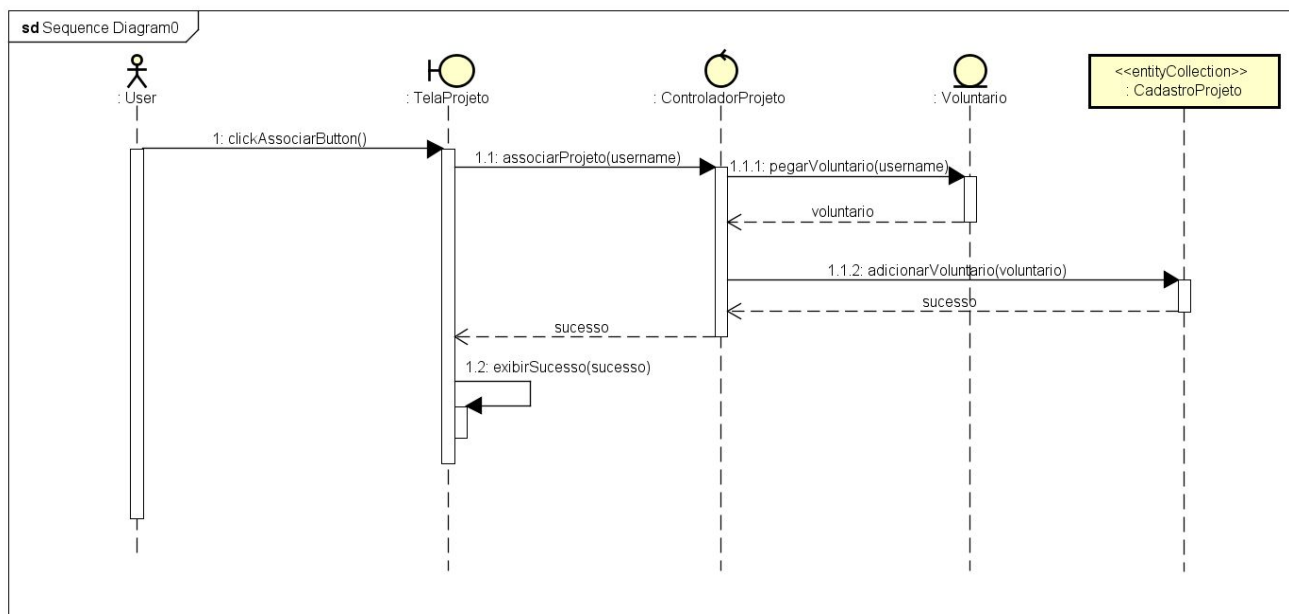 sd Sequence Diagram0
: User
: TelaProjeto
: ControladorProjeto
: Voluntario
<<entityCollection>>
: CadastroProjeto
1: clickAssociarButton()
1.1: associarProjeto(username)
1.1.1: pegarVoluntario(username)
voluntario
1.1.2: adicionarVoluntario(voluntario)
sucesso
sucesso
1.2: exibirSucesso(sucesso)